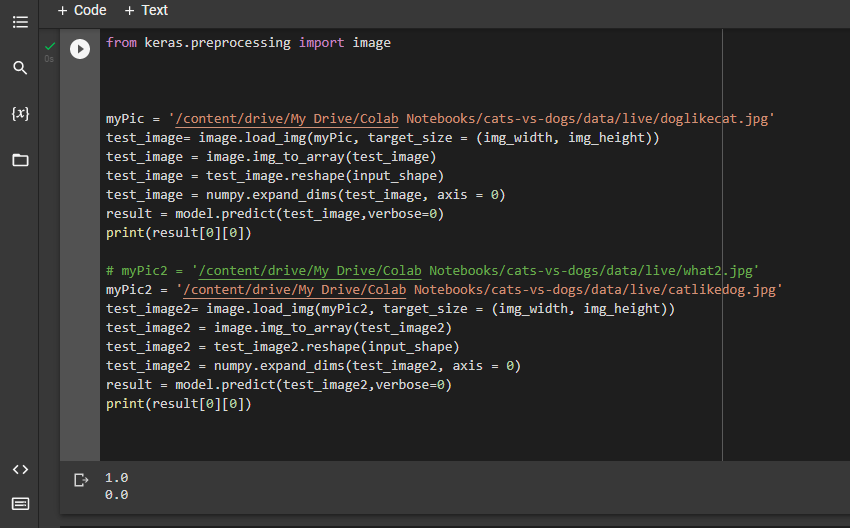 + Code + Text
0s
{x}
from keras.preprocessing import image
myPic = '/content/drive/My Drive/Colab Notebooks/cats-vs-dogs/data/live/doglikecat.jpg'
test_image= image.load_img(myPic, target_size = (img_width, img_height))
test_image = image.img_to_array(test_image)
test_image = test_image.reshape(input_shape)
test_image = numpy.expand_dims(test_image, axis = 0)
result = model.predict(test_image,verbose=0)
print(result[0][0])
# myPic2 = '/content/drive/My Drive/Colab Notebooks/cats-vs-dogs/data/live/what2.jpg'
myPic2 = '/content/drive/My Drive/Colab Notebooks/cats-vs-dogs/data/live/catlikedog.jpg'
test_image2= image.load_img(myPic2, target_size = (img_width, img_height))
test_image2 = image.img_to_array(test_image2)
test_image2 = test_image2.reshape(input_shape)
test_image2 = numpy.expand_dims(test_image2, axis = 0)
result = model.predict(test_image2,verbose=0)
print(result[0][0])
1.0
0.0